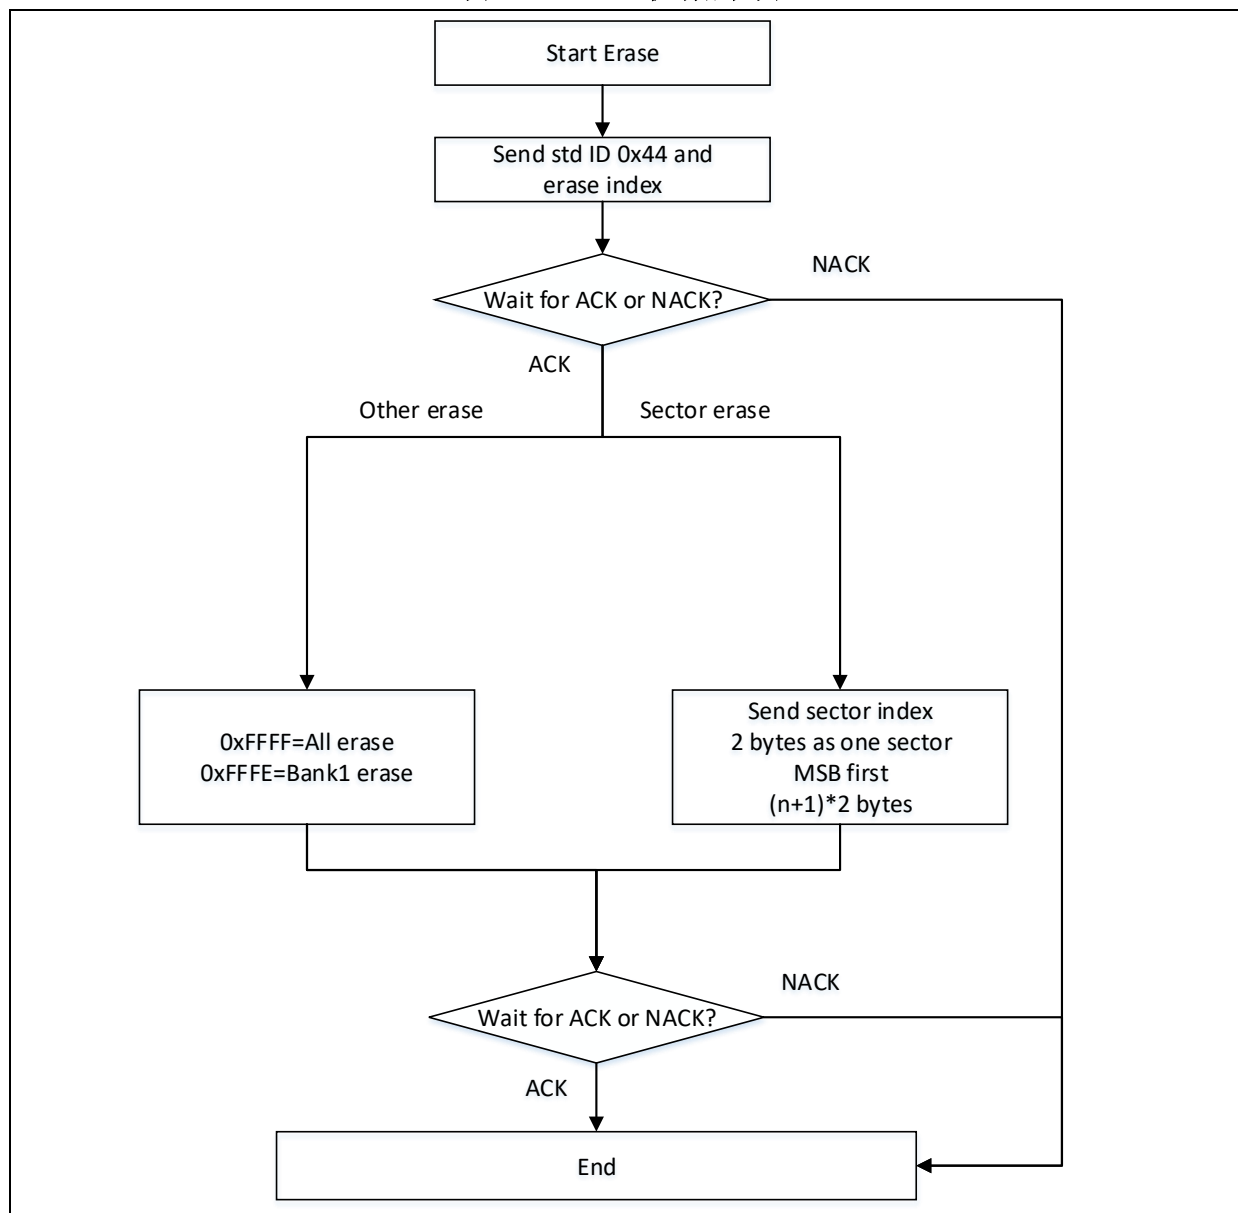 Start Erase
Send std ID 0x44 and
erase index
NACK
Wait for ACK or NACK?
ACK
Other erase
Sector erase
0xFFFF=All erase
0xFFFE=Bank1 erase
Send sector index
2 bytes as one sector
MSB first
(n+1)*2 bytes
NACK
Wait for ACK or NACK?
ACK
End